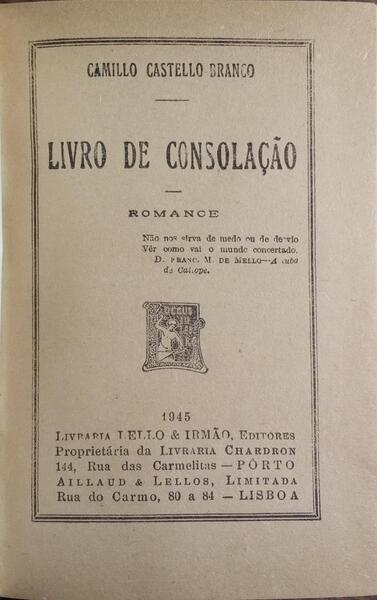 CAMILLO CASTELLO BRANCO
LIVRO DE CONSOLAÇÃO
ROMANCE
Não nos sirva de medo ou de desvio
Vêr como vai o mundo concertado.
D. FRANC. M. DE MELLO—A tuba
de Caliope.
DECUS
1945
LIVRARIA LELLO & IRMÃO, EDITORES
Proprietária da LIVRARIA CHARDRON
144, Rua das Carmelitas — PÔRTO
AILLAUD & LELLOS, LIMITADA
Rua do Carmo, 80 a 84 — LISBOA